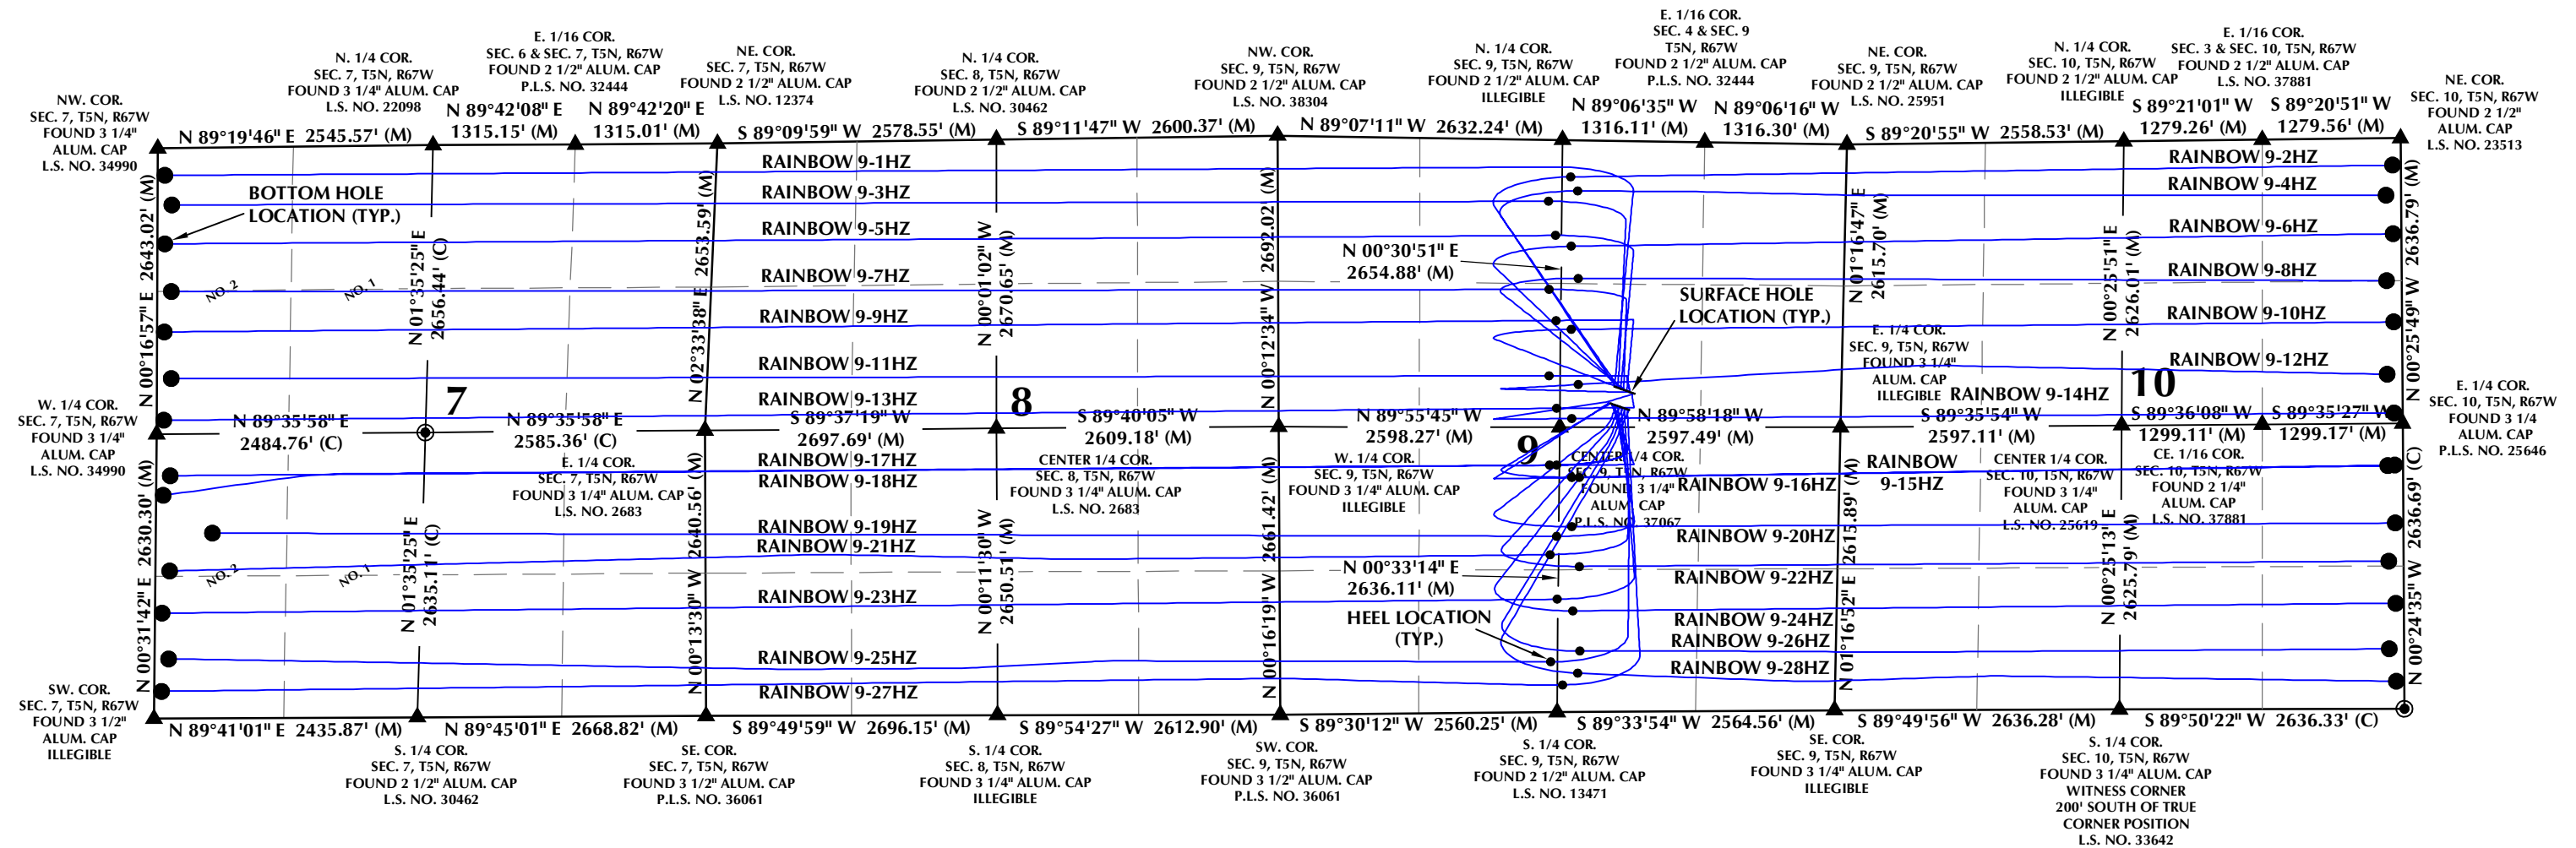 NW. COR.
SEC. 7, T5N, R67W
FOUND 3 1/4"
ALUM. CAP
L.S. NO. 34990
N. 1/4 COR.
SEC. 7, T5N, R67W
FOUND 3 1/4" ALUM. CAP
L.S. NO. 22098
E. 1/16 COR.
SEC. 6 & SEC. 7, T5N, R67W
FOUND 2 1/2" ALUM. CAP
P.L.S. NO. 32444
NE. COR.
SEC. 7, T5N, R67W
FOUND 2 1/2" ALUM. CAP
L.S. NO. 12374
N. 1/4 COR.
SEC. 8, T5N, R67W
FOUND 2 1/2" ALUM. CAP
L.S. NO. 30462
NW. COR.
SEC. 9, T5N, R67W
FOUND 2 1/2" ALUM. CAP
L.S. NO. 38304
N. 1/4 COR.
SEC. 9, T5N, R67W
FOUND 2 1/2" ALUM. CAP
ILLEGIBLE
E. 1/16 COR.
SEC. 4 & SEC. 9
T5N, R67W
FOUND 2 1/2" ALUM. CAP
P.L.S. NO. 32444
NE. COR.
SEC. 9, T5N, R67W
FOUND 2 1/2" ALUM. CAP
L.S. NO. 25951
N. 1/4 COR.
SEC. 10, T5N, R67W
FOUND 2 1/2" ALUM. CAP
ILLEGIBLE
E. 1/16 COR.
SEC. 3 & SEC. 10, T5N, R67W
FOUND 2 1/2" ALUM. CAP
L.S. NO. 37881
NE. COR.
SEC. 10, T5N, R67W
FOUND 2 1/2"
ALUM. CAP
L.S. NO. 23513
N 89°19'46" E 2545.57' (M)
N 89°42'08" E
1315.15' (M)
N 89°42'20" E
1315.01' (M)
S 89°09'59" W 2578.55' (M)
S 89°11'47" W 2600.37' (M)
N 89°07'11" W 2632.24' (M)
N 89°06'35" W
1316.11' (M)
N 89°06'16" W
1316.30' (M)
S 89°20'55" W 2558.53' (M)
S 89°21'01" W
1279.26' (M)
S 89°20'51" W
1279.56' (M)
RAINBOW 9-1HZ
RAINBOW 9-2HZ
RAINBOW 9-3HZ
RAINBOW 9-4HZ
BOTTOM HOLE
LOCATION (TYP.)
RAINBOW 9-5HZ
RAINBOW 9-6HZ
RAINBOW 9-7HZ
RAINBOW 9-8HZ
N 00°30'51" E
2654.88' (M)
SURFACE HOLE
LOCATION (TYP.)
RAINBOW 9-9HZ
RAINBOW 9-10HZ
NO. 2
NO. 1
N 00°16'57" E 2643.02' (M)
N 01°35'25" E
2656.44' (C)
N 02°33'38" E 2653.59' (M)
N 00°01'02" W
2670.65' (M)
N 00°12'34" W 2692.02' (M)
N 01°16'47" E
2615.70' (M)
N 00°25'51" E
2626.01' (M)
N 00°25'49" W 2636.79' (M)
E. 1/4 COR.
SEC. 9, T5N, R67W
FOUND 3 1/4"
ALUM. CAP
ILLEGIBLE
RAINBOW 9-11HZ
RAINBOW 9-12HZ
RAINBOW 9-13HZ
RAINBOW 9-14HZ
7
8
9
10
W. 1/4 COR.
SEC. 7, T5N, R67W
FOUND 3 1/4"
ALUM. CAP
L.S. NO. 34990
N 89°35'58" E
2484.76' (C)
N 89°35'58" E
2585.36' (C)
S 89°37'19" W
2697.69' (M)
S 89°40'05" W
2609.18' (M)
N 89°55'45" W
2598.27' (M)
N 89°58'18" W
2597.49' (M)
S 89°35'54" W
2597.11' (M)
S 89°36'08" W
1299.11' (M)
S 89°35'27" W
1299.17' (M)
E. 1/4 COR.
SEC. 10, T5N, R67W
FOUND 3 1/4
ALUM. CAP
P.L.S. NO. 25646
E. 1/4 COR.
SEC. 7, T5N, R67W
FOUND 3 1/4" ALUM. CAP
L.S. NO. 2683
RAINBOW 9-17HZ
RAINBOW 9-18HZ
CENTER 1/4 COR.
SEC. 8, T5N, R67W
FOUND 3 1/4" ALUM. CAP
L.S. NO. 2683
W. 1/4 COR.
SEC. 9, T5N, R67W
FOUND 3 1/4" ALUM. CAP
ILLEGIBLE
CENTER 1/4 COR.
SEC. 9, T5N, R67W
FOUND 3 1/4"
ALUM. CAP
P.L.S. NO. 37067
RAINBOW 9-16HZ
RAINBOW
9-15HZ
CENTER 1/4 COR.
SEC. 10, T5N, R67W
FOUND 3 1/4"
ALUM. CAP
L.S. NO. 25619
CE. 1/16 COR.
SEC. 10, T5N, R67W
FOUND 2 1/4"
ALUM. CAP
L.S. NO. 37881
RAINBOW 9-19HZ
RAINBOW 9-20HZ
RAINBOW 9-21HZ
RAINBOW 9-22HZ
N 00°33'14" E
2636.11' (M)
NO. 2
NO. 1
RAINBOW 9-23HZ
RAINBOW 9-24HZ
HEEL LOCATION
(TYP.)
RAINBOW 9-26HZ
RAINBOW 9-25HZ
RAINBOW 9-28HZ
RAINBOW 9-27HZ
N 00°31'42" E 2630.30' (M)
N 01°35'25" E
2635.11' (C)
N 00°13'30" W 2640.56' (M)
N 00°11'30" W
2650.51' (M)
N 00°16'19" W 2661.42' (M)
N 01°16'52" E 2615.89' (M)
N 00°25'13" E
2625.79' (M)
N 00°24'35" W 2636.69' (C)
SW. COR.
SEC. 7, T5N, R67W
FOUND 3 1/2"
ALUM. CAP
ILLEGIBLE
N 89°41'01" E 2435.87' (M)
N 89°45'01" E 2668.82' (M)
S 89°49'59" W 2696.15' (M)
S 89°54'27" W 2612.90' (M)
S 89°30'12" W 2560.25' (M)
S 89°33'54" W 2564.56' (M)
S 89°49'56" W 2636.28' (M)
S 89°50'22" W 2636.33' (C)
S. 1/4 COR.
SEC. 7, T5N, R67W
FOUND 2 1/2" ALUM. CAP
L.S. NO. 30462
SE. COR.
SEC. 7, T5N, R67W
FOUND 3 1/2" ALUM. CAP
P.L.S. NO. 36061
S. 1/4 COR.
SEC. 8, T5N, R67W
FOUND 3 1/4" ALUM. CAP
ILLEGIBLE
SW. COR.
SEC. 9, T5N, R67W
FOUND 3 1/2" ALUM. CAP
P.L.S. NO. 36061
S. 1/4 COR.
SEC. 9, T5N, R67W
FOUND 2 1/2" ALUM. CAP
L.S. NO. 13471
SE. COR.
SEC. 9, T5N, R67W
FOUND 3 1/4" ALUM. CAP
ILLEGIBLE
S. 1/4 COR.
SEC. 10, T5N, R67W
FOUND 3 1/4" ALUM. CAP
WITNESS CORNER
200' SOUTH OF TRUE
CORNER POSITION
L.S. NO. 33642